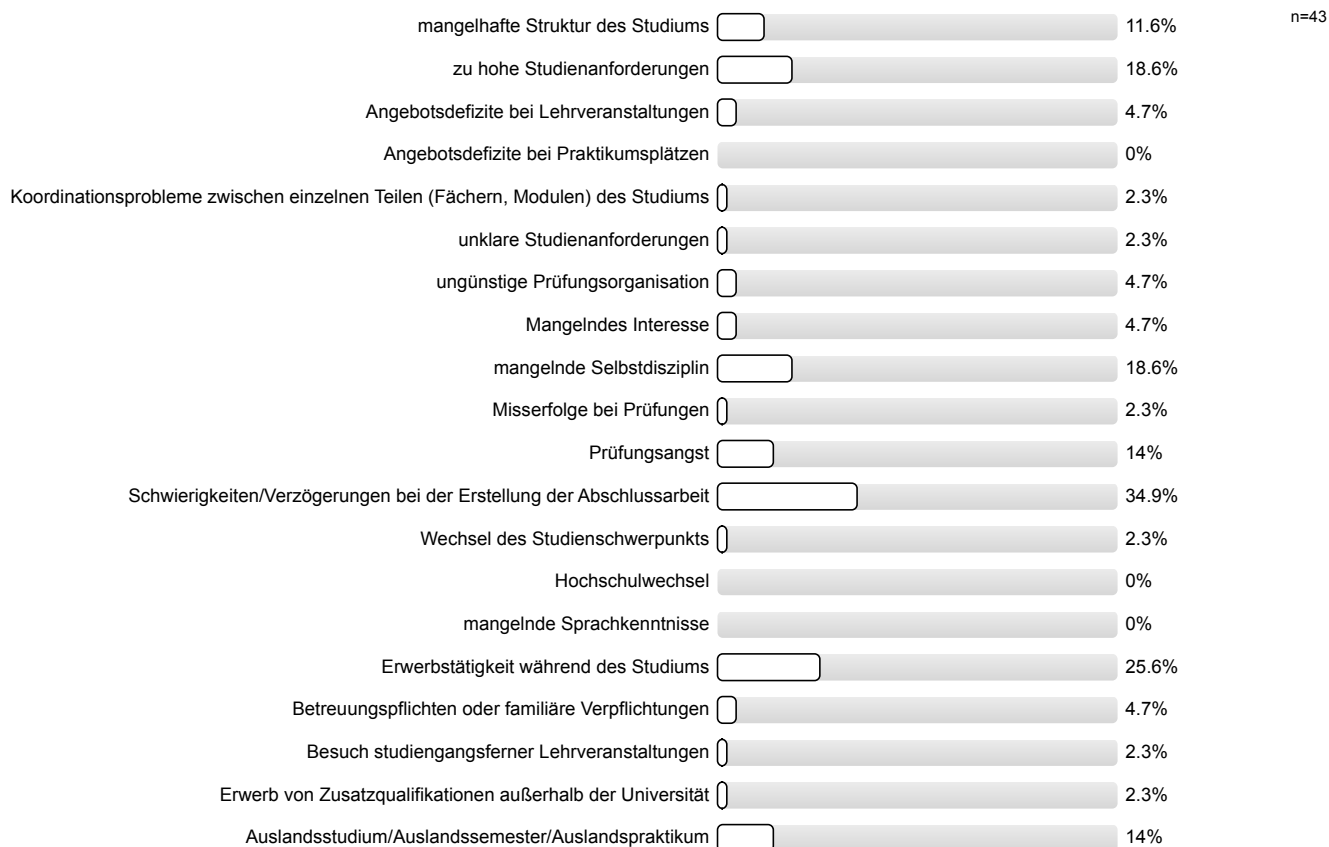 n=43
mangelhafte Struktur des Studiums 11.6%
zu hohe Studienanforderungen 18.6%
Angebotsdefizite bei Lehrveranstaltungen 4.7%
Angebotsdefizite bei Praktikumsplätzen 0%
Koordinationsprobleme zwischen einzelnen Teilen (Fächern, Modulen) des Studiums 2.3%
unklare Studienanforderungen 2.3%
ungünstige Prüfungsorganisation 4.7%
Mangelndes Interesse 4.7%
mangelnde Selbstdisziplin 18.6%
Misserfolge bei Prüfungen 2.3%
Prüfungsangst 14%
Schwierigkeiten/Verzögerungen bei der Erstellung der Abschlussarbeit 34.9%
Wechsel des Studienschwerpunkts 2.3%
Hochschulwechsel 0%
mangelnde Sprachkenntnisse 0%
Erwerbstätigkeit während des Studiums 25.6%
Betreuungspflichten oder familiäre Verpflichtungen 4.7%
Besuch studiengangsferner Lehrveranstaltungen 2.3%
Erwerb von Zusatzqualifikationen außerhalb der Universität 2.3%
Auslandsstudium/Auslandssemester/Auslandspraktikum 14%